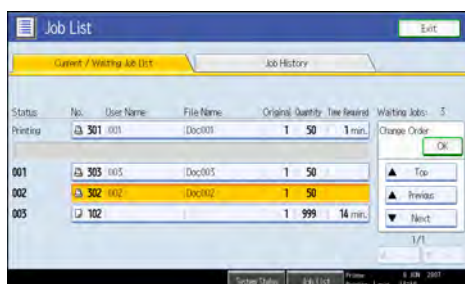 Job List
Exit
Current / Waiting Job List
Job History
Status No. User Name File Name Original Quantity Time Required Waiting Jobs: 3
Printing 301 001 Doc001 1 50 1 min.
Change Order
OK
001 303 003 Doc003 1 50
Top
002 302 002 Doc002 1 50
Previous
003 102 1 999 14 min.
Next
1/1
System Status Job List
8 JUN 2007